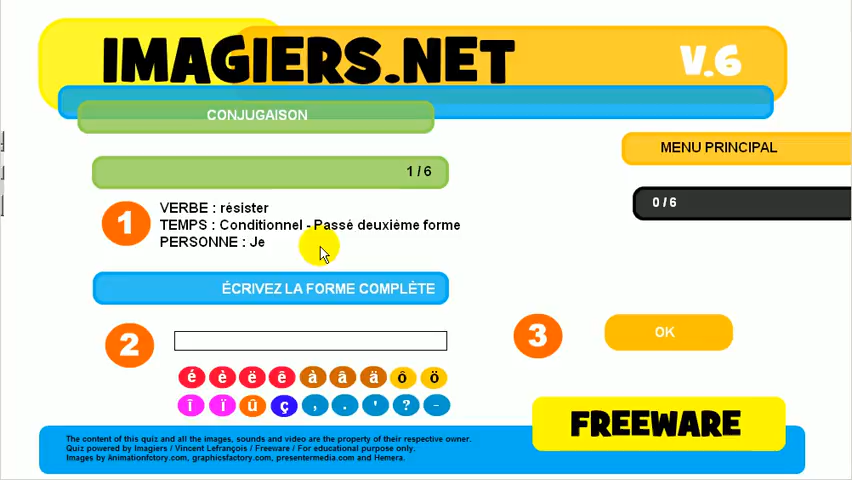 IMAGIERS.NET
V.6
CONJUGAISON
MENU PRINCIPAL
1 / 6
0 / 6
1
VERBE : résister
TEMPS : Conditionnel - Passé deuxième forme
PERSONNE : Je
ÉCRIVEZ LA FORME COMPLÈTE
2
3
OK
é è ë ê à â ä ô ö
î ï û ç , . ' ? -
FREEWARE
The content of this quiz and all the images, sounds and video are the property of their respective owner.
Quiz powered by Imagiers / Vincent Lefrançois / Freeware / For educational purpose only.
Images by Animationfctory.com, graphicsfactory.com, presentermedia.com and Hemera.